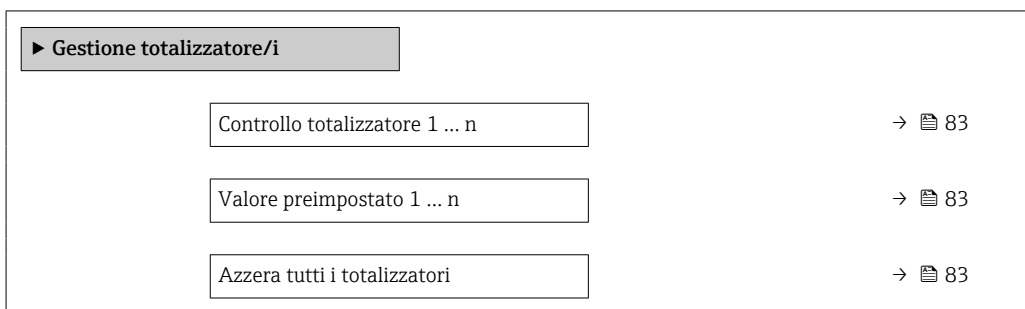 ▶ Gestione totalizzatore/i
Controllo totalizzatore 1 … n → 83
Valore preimpostato 1 … n → 83
Azzera tutti i totalizzatori → 83